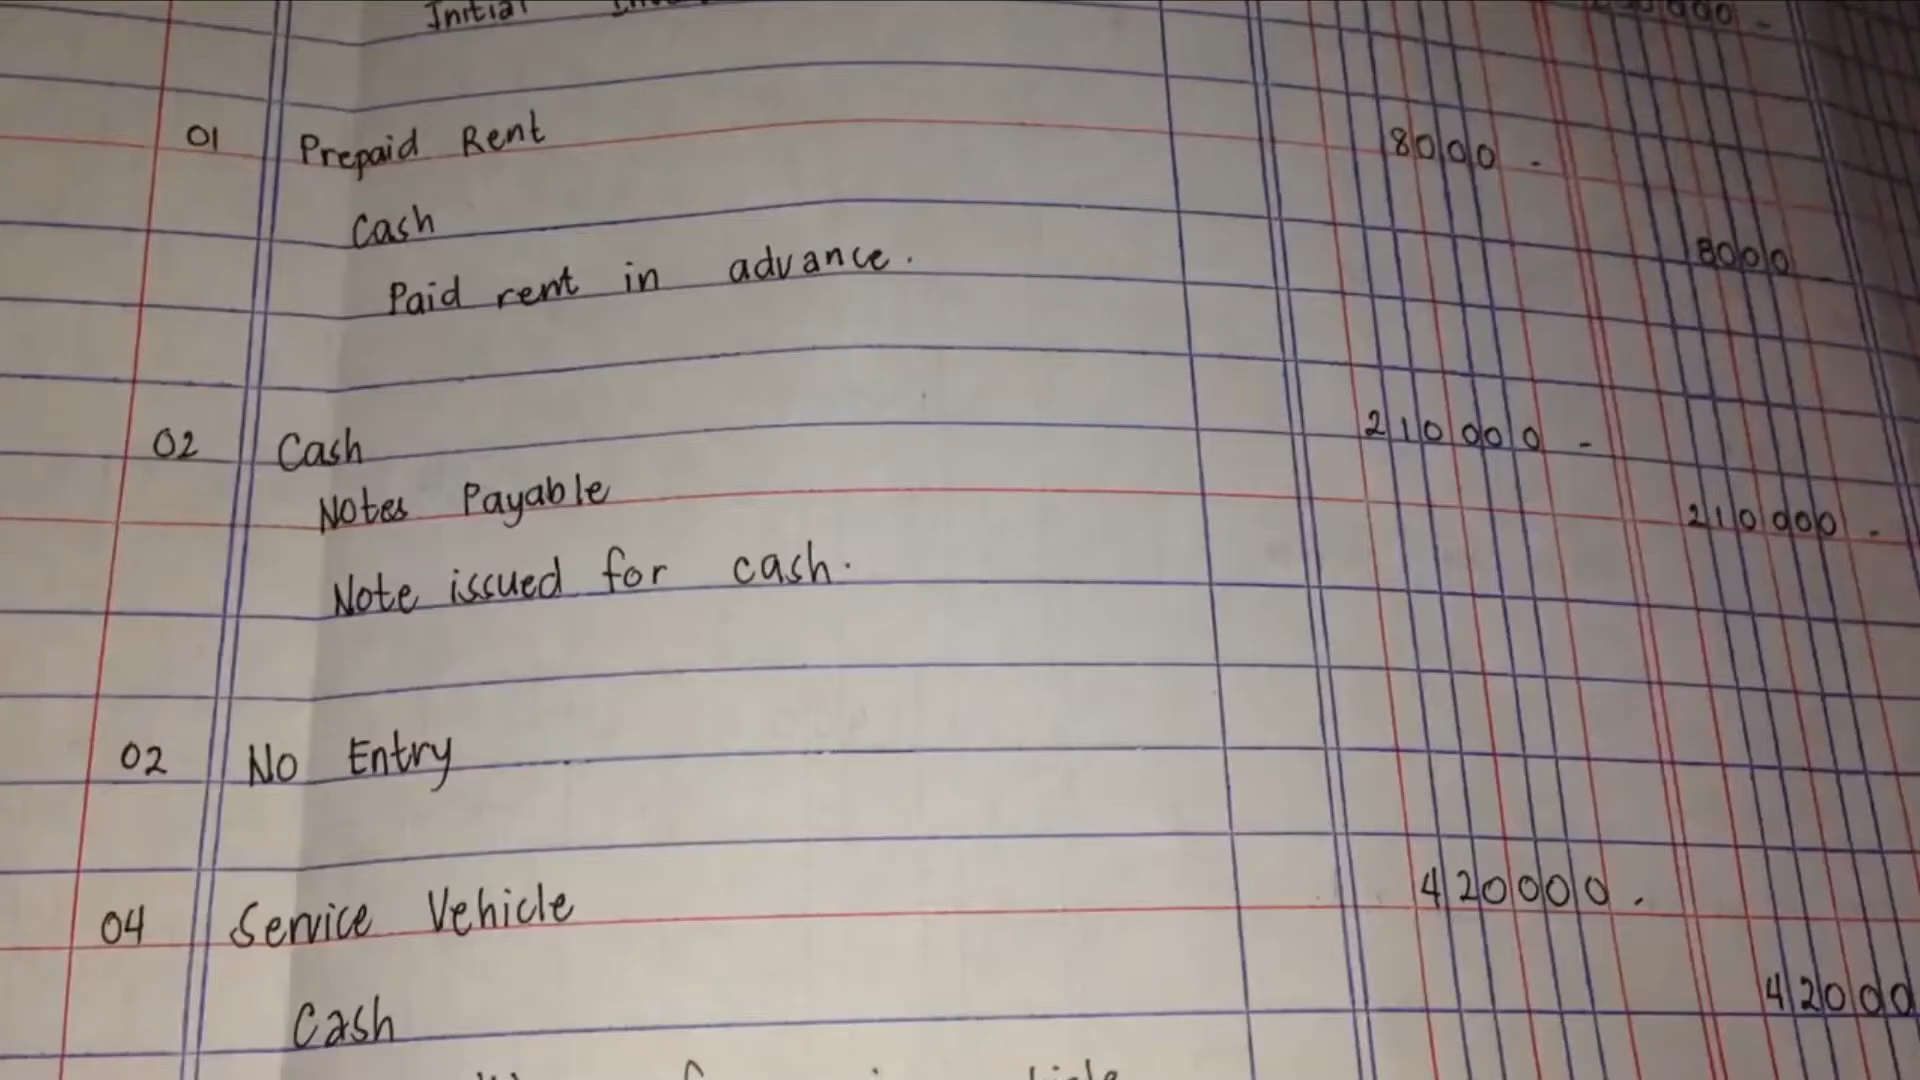 Initial
01 Prepaid Rent 8000 -
Cash 8000
Paid rent in advance.
02 Cash 210000 -
Notes Payable 210000 -
Note issued for cash.
02 No Entry
04 Service Vehicle 420000.
Cash 42000